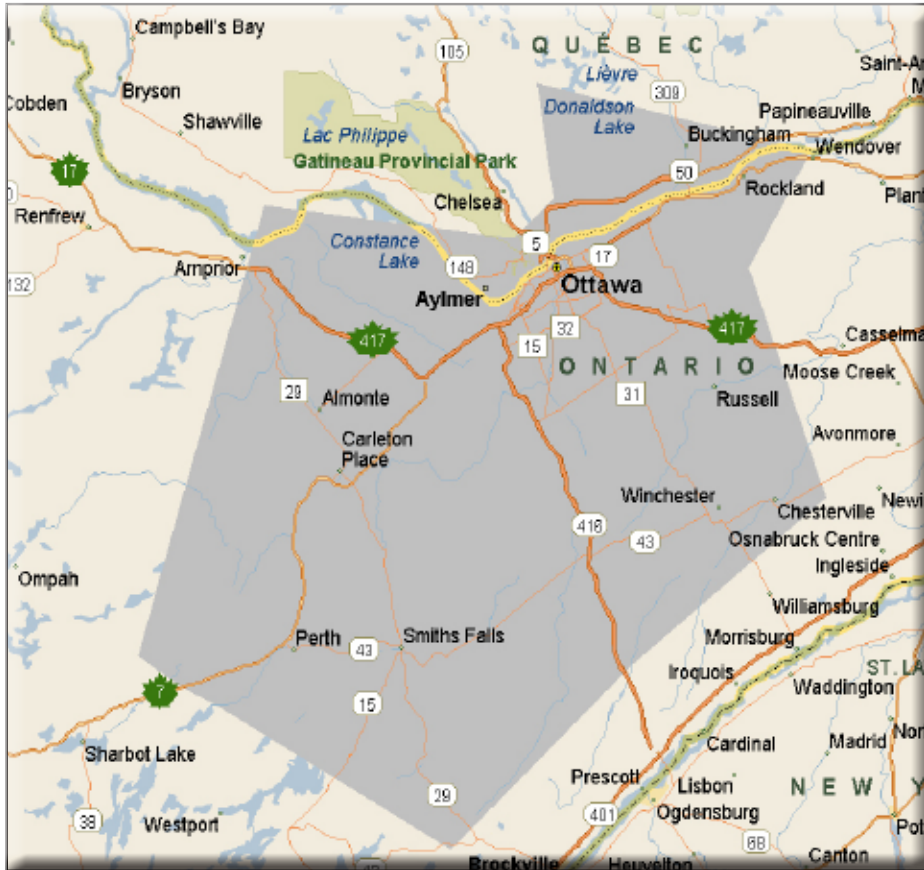 Campbell's Bay
105
QUÉBEC
Lièvre
Saint-A
Cobden
Bryson
309
Donaldson
Lake
Papineauville
Shawville
Lac Philippe
Buckingham
Wendover
Gatineau Provincial Park
17
50
Rockland
Chelsea
Plant
Renfrew
Constance
Lake
5
17
148
Arnprior
132
Aylmer
Ottawa
417
32
417
15
Casselma
ONTARIO
Moose Creek
29
31
Russell
Almonte
Carleton
Place
Avonmore
Winchester
Chesterville
Newi
416
43
Osnabruck Centre
Ingleside
Ompah
Williamsburg
Perth
Smiths Falls
43
Morrisburg
Iroquois
ST. LA
7
15
Waddington
Sharbot Lake
Cardinal
Madrid
Nor
Prescott
Lisbon
NEW Y
29
Ogdensburg
38
Westport
401
68
Pot
Brockville
Heuvelton
Canton